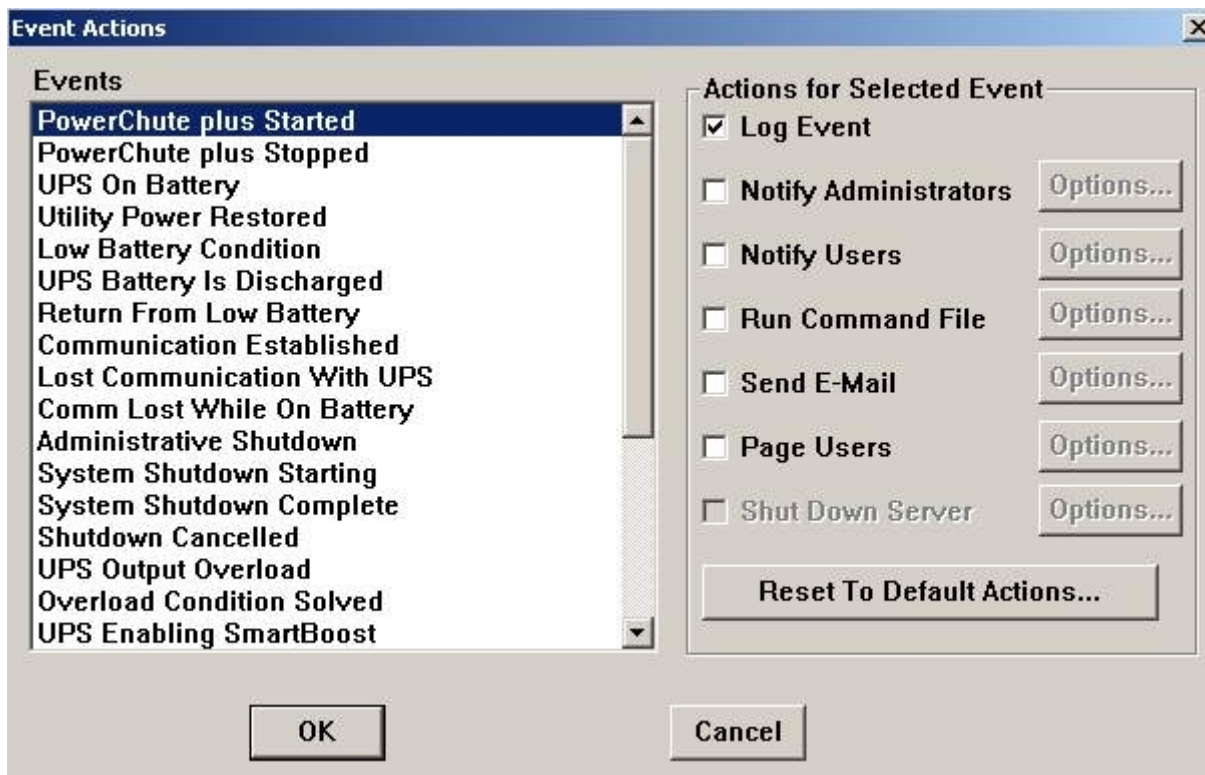 Event Actions
Events
PowerChute plus Started
PowerChute plus Stopped
UPS On Battery
Utility Power Restored
Low Battery Condition
UPS Battery Is Discharged
Return From Low Battery
Communication Established
Lost Communication With UPS
Comm Lost While On Battery
Administrative Shutdown
System Shutdown Starting
System Shutdown Complete
Shutdown Cancelled
UPS Output Overload
Overload Condition Solved
UPS Enabling SmartBoost
Actions for Selected Event
Log Event
Notify Administrators Options...
Notify Users Options...
Run Command File Options...
Send E-Mail Options...
Page Users Options...
Shut Down Server Options...
Reset To Default Actions...
OK Cancel